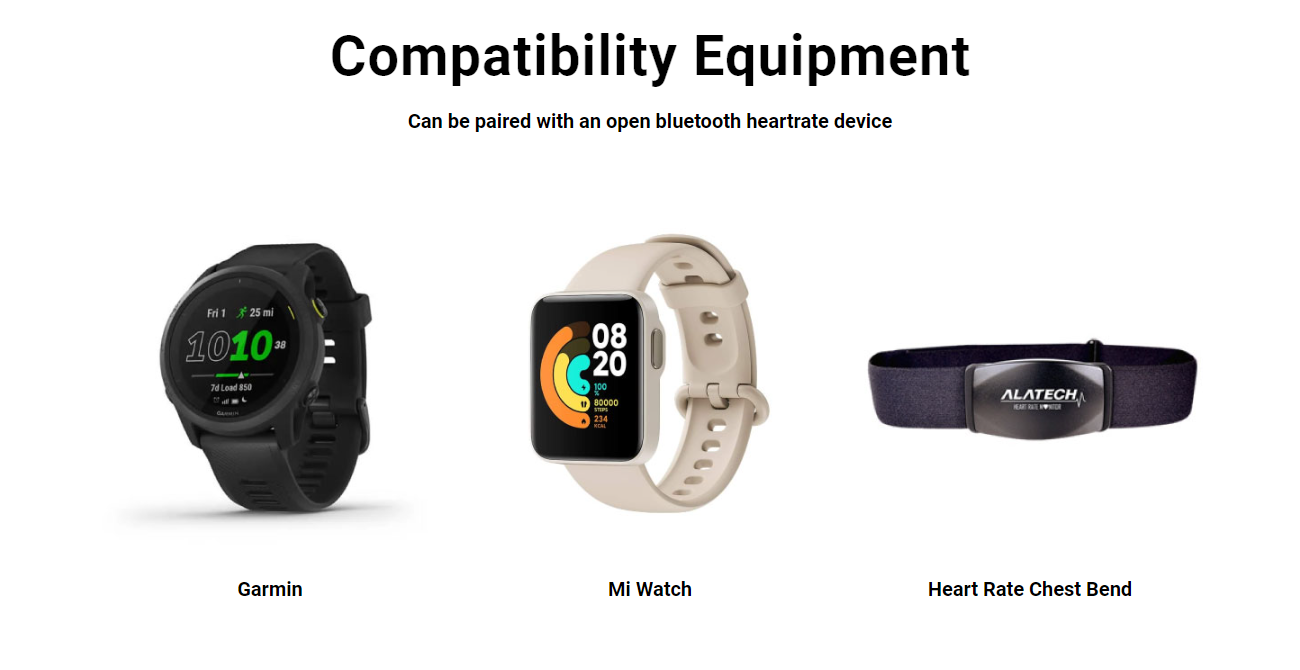 Compatibility Equipment
Can be paired with an open bluetooth heartrate device
Fri 1 25 mi
1010 38
7d Load 850
GARMIN
08
20
100
%
80000
STEPS
234
KCAL
ALATECH
HEART RATE MONITOR
Garmin
Mi Watch
Heart Rate Chest Bend